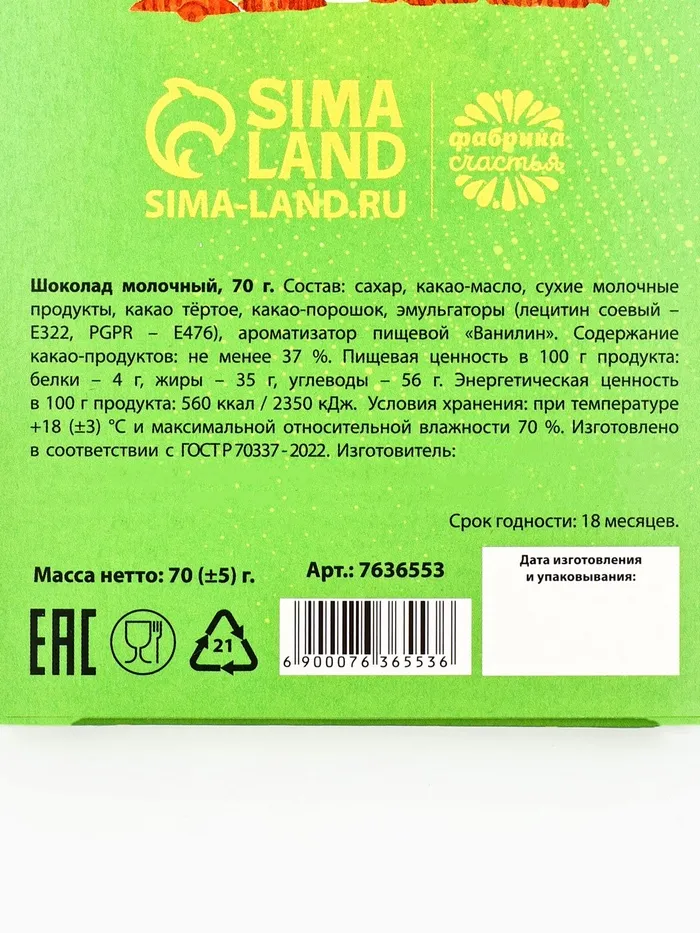 SIMA
LAND
SIMA-LAND.RU
фабрика
счастья
Шоколад молочный, 70 г. Состав: сахар, какао-масло, сухие молочные
продукты, какао тёртое, какао-порошок, эмульгаторы (лецитин соевый –
Е322, PGPR – Е476), ароматизатор пищевой «Ванилин». Содержание
какао-продуктов: не менее 37 %. Пищевая ценность в 100 г продукта:
белки – 4 г, жиры – 35 г, углеводы – 56 г. Энергетическая ценность
в 100 г продукта: 560 ккал / 2350 кДж. Условия хранения: при температуре
+18 (±3) °С и максимальной относительной влажности 70 %. Изготовлено
в соответствии с ГОСТ Р 70337-2022. Изготовитель:
Срок годности: 18 месяцев.
Масса нетто: 70 (±5) г.
Арт.: 7636553
Дата изготовления
и упаковывания:
EAC
21
6 900076 365536